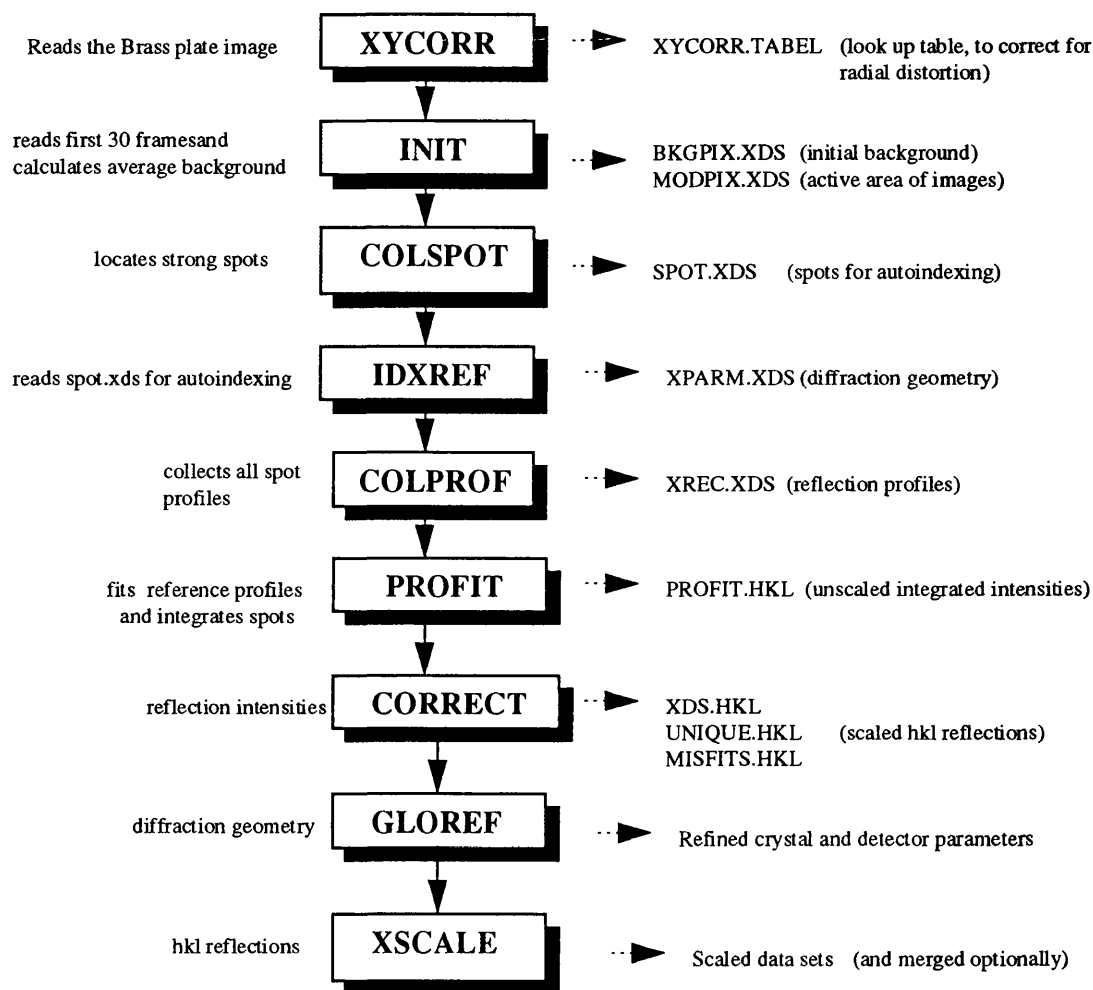 Reads the Brass plate image
XYCORR
XYCORR.TABEL (look up table, to correct for
radial distortion)
reads first 30 framesand
calculates average background
INIT
BKGPIX.XDS (initial background)
MODPIX.XDS (active area of images)
locates strong spots
COLSPOT
SPOT.XDS (spots for autoindexing)
reads spot.xds for autoindexing
IDXREF
XPARM.XDS (diffraction geometry)
collects all spot
profiles
COLPROF
XREC.XDS (reflection profiles)
fits reference profiles
and integrates spots
PROFIT
PROFIT.HKL (unscaled integrated intensities)
reflection intensities
CORRECT
XDS.HKL
UNIQUE.HKL (scaled hkl reflections)
MISFITS.HKL
diffraction geometry
GLOREF
Refined crystal and detector parameters
hkl reflections
XSCALE
Scaled data sets (and merged optionally)